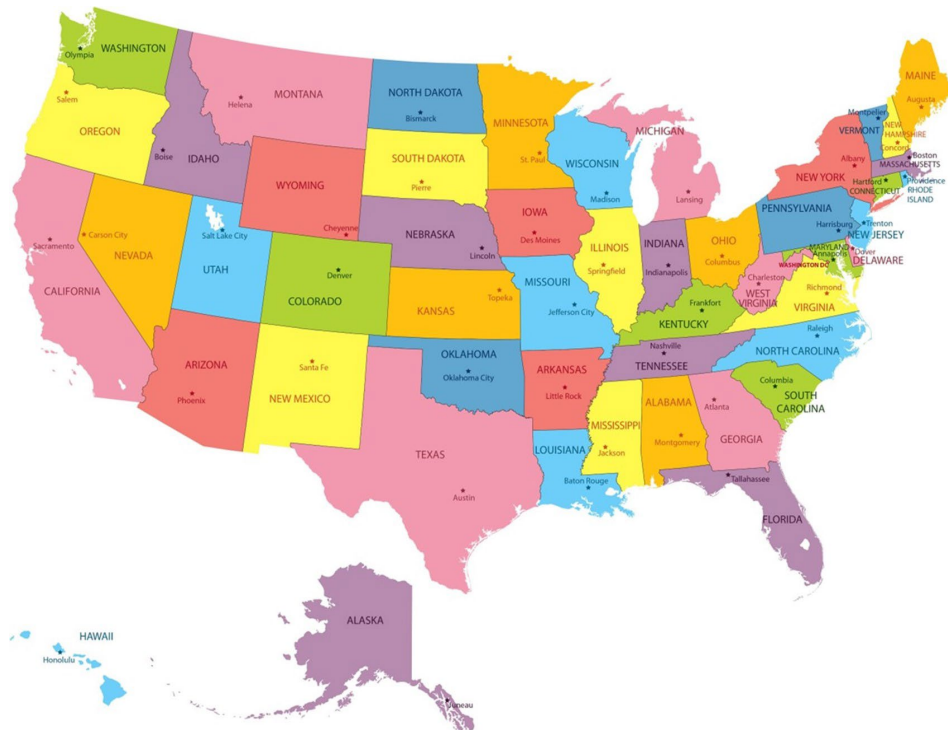 WASHINGTON
Olympia
OREGON
Salem
CALIFORNIA
Sacramento
NEVADA
Carson City
IDAHO
Boise
MONTANA
Helena
WYOMING
Cheyenne
UTAH
Salt Lake City
COLORADO
Denver
ARIZONA
Phoenix
NEW MEXICO
Santa Fe
NORTH DAKOTA
Bismarck
SOUTH DAKOTA
Pierre
NEBRASKA
Lincoln
KANSAS
Topeka
OKLAHOMA
Oklahoma City
TEXAS
Austin
MINNESOTA
St. Paul
IOWA
Des Moines
MISSOURI
Jefferson City
ARKANSAS
Little Rock
LOUISIANA
Baton Rouge
WISCONSIN
Madison
ILLINOIS
Springfield
MICHIGAN
Lansing
INDIANA
Indianapolis
OHIO
Columbus
KENTUCKY
Frankfort
TENNESSEE
Nashville
MISSISSIPPI
Jackson
ALABAMA
Montgomery
GEORGIA
Atlanta
FLORIDA
Tallahassee
SOUTH
CAROLINA
Columbia
NORTH CAROLINA
Raleigh
VIRGINIA
Richmond
WEST
VIRGINIA
Charleston
WASHINGTON DC
MARYLAND
Annapolis
DELAWARE
Dover
PENNSYLVANIA
Harrisburg
NEW JERSEY
Trenton
NEW YORK
Albany
CONNECTICUT
Hartford
RHODE
ISLAND
Providence
MASSACHUSETTS
Boston
VERMONT
Montpelier
NEW
HAMPSHIRE
Concord
MAINE
Augusta
ALASKA
Juneau
HAWAII
Honolulu